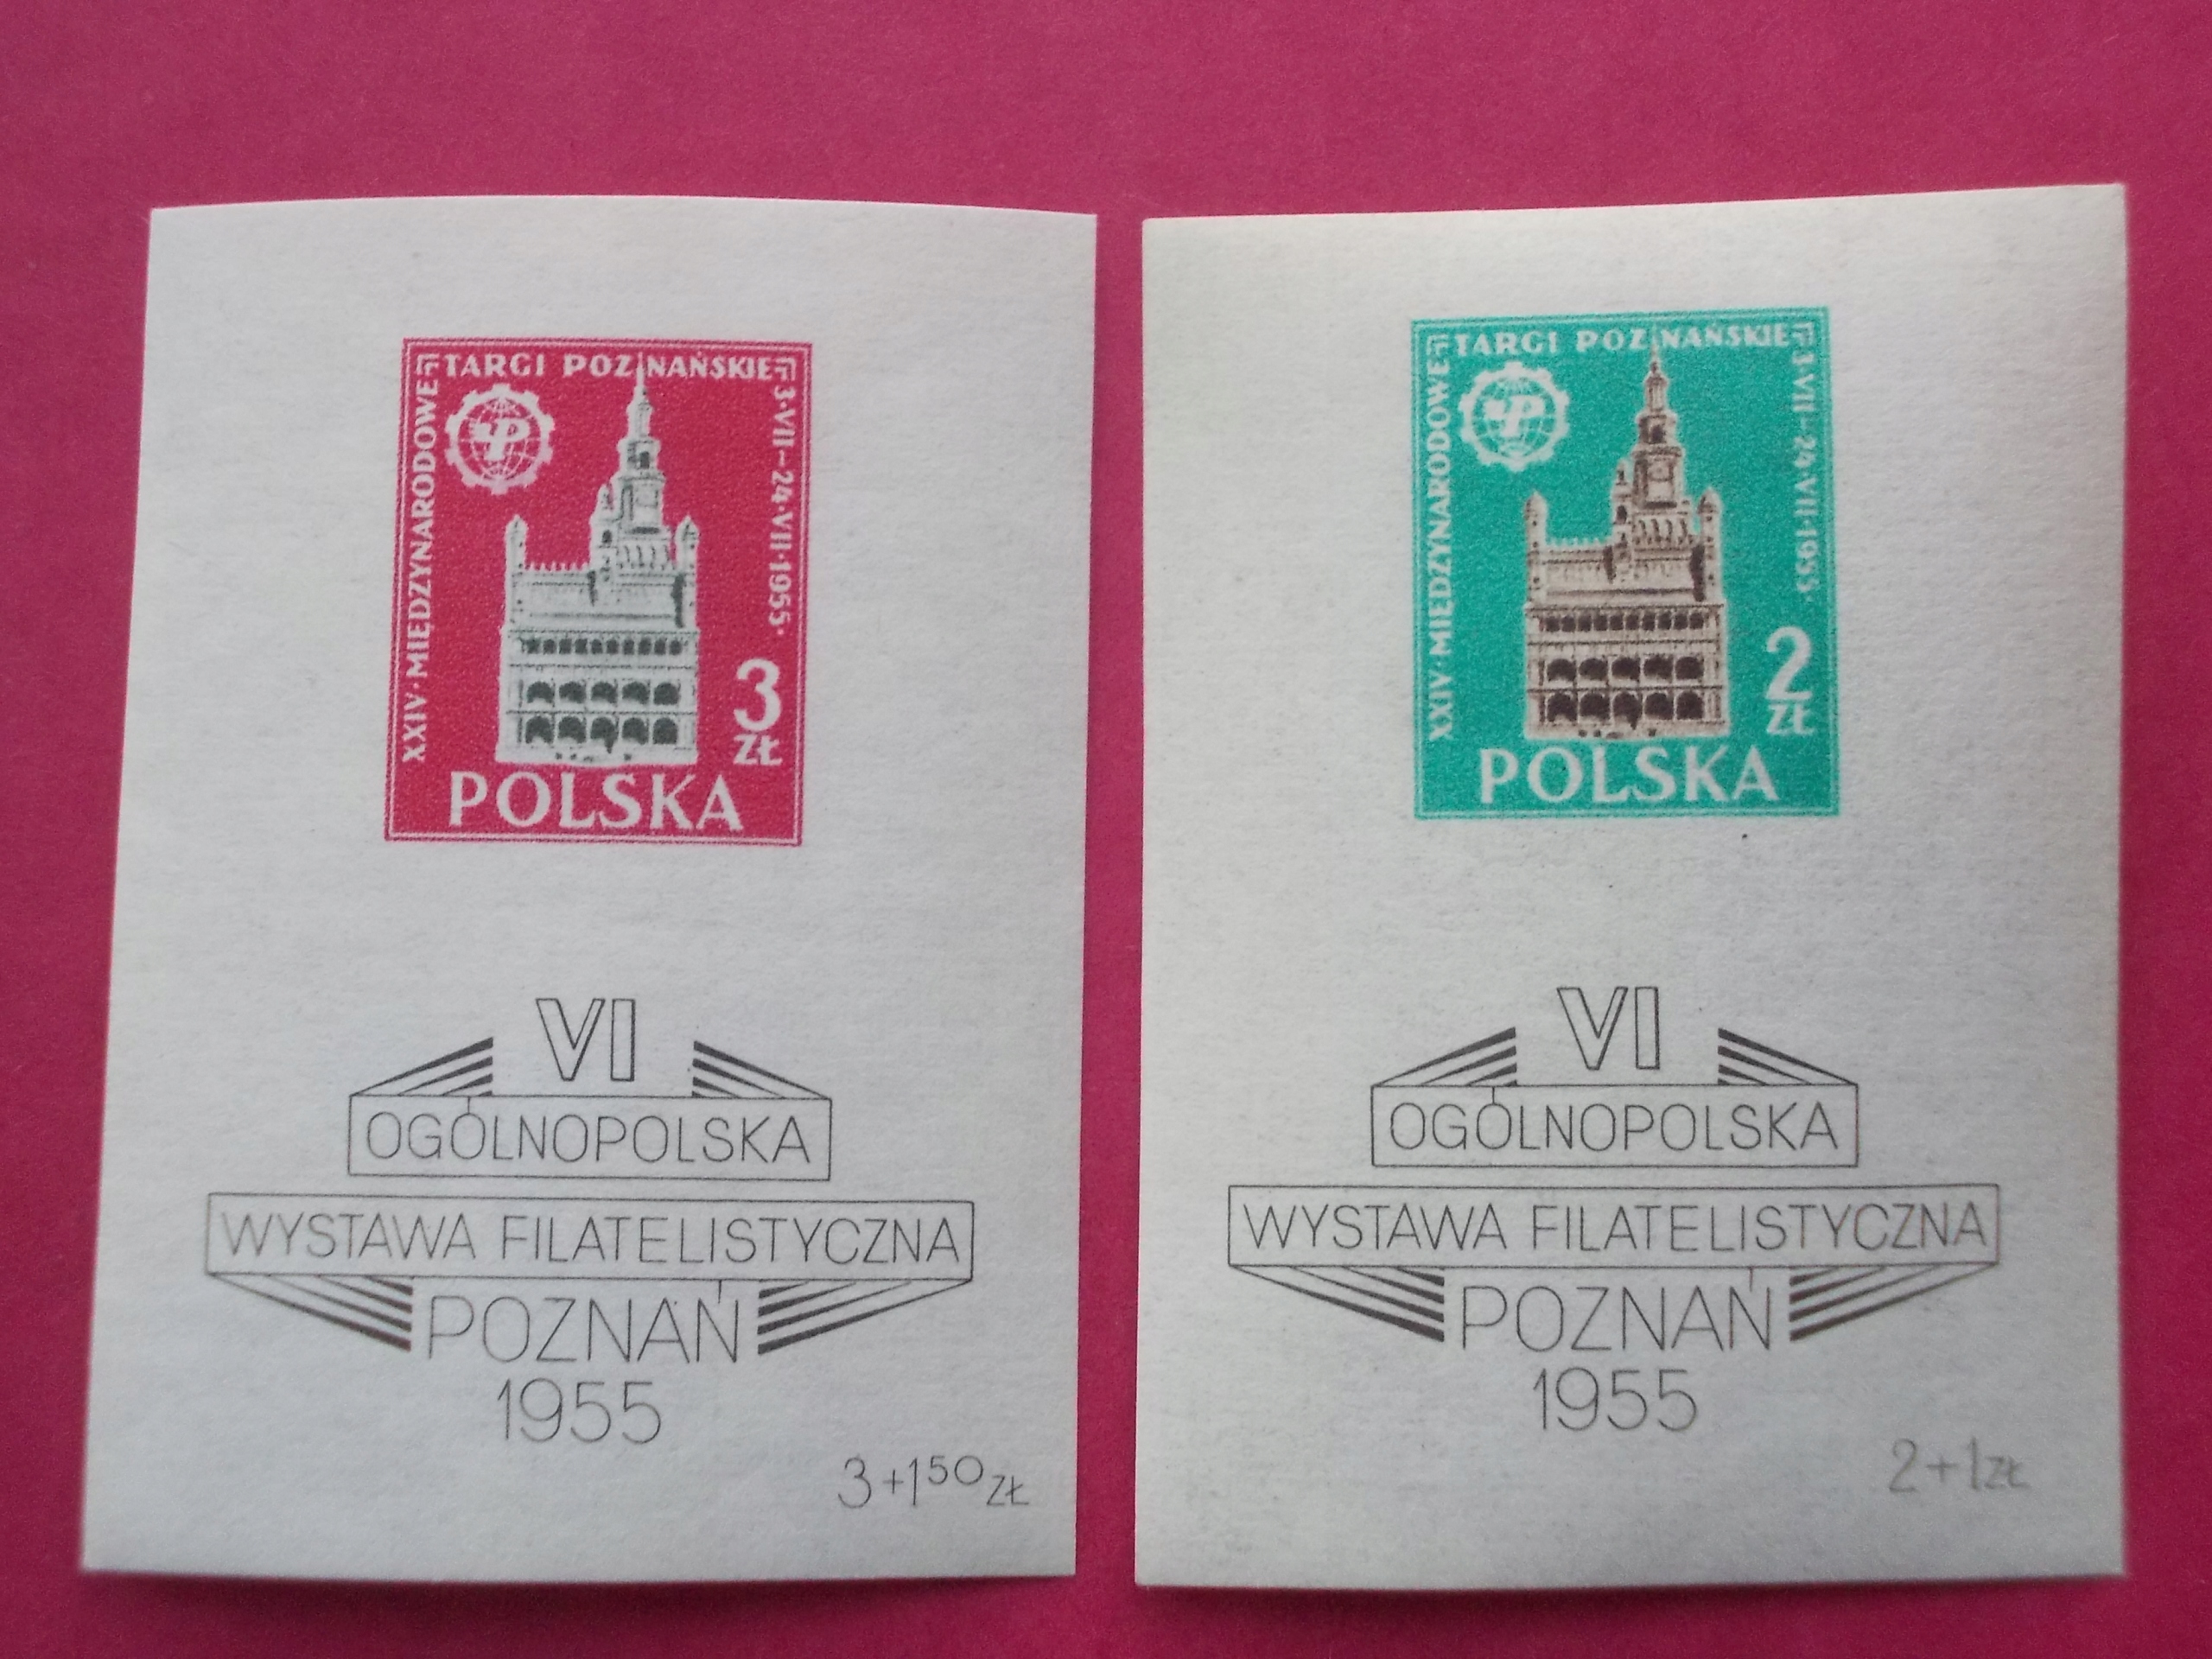 TARGI POZNAŃSKIE
XXIV·MIĘDZYNARODOWE
3·VII-24·VII·1955·
3
ZŁ
POLSKA
VI
OGÓLNOPOLSKA
WYSTAWA FILATELISTYCZNA
POZNAŃ
1955
3+1⁵⁰ZŁ
TARGI POZNAŃSKIE
XXIV·MIĘDZYNARODOWE
3·VII-24·VII·1955·
2
ZŁ
POLSKA
VI
OGÓLNOPOLSKA
WYSTAWA FILATELISTYCZNA
POZNAŃ
1955
2+1ZŁ